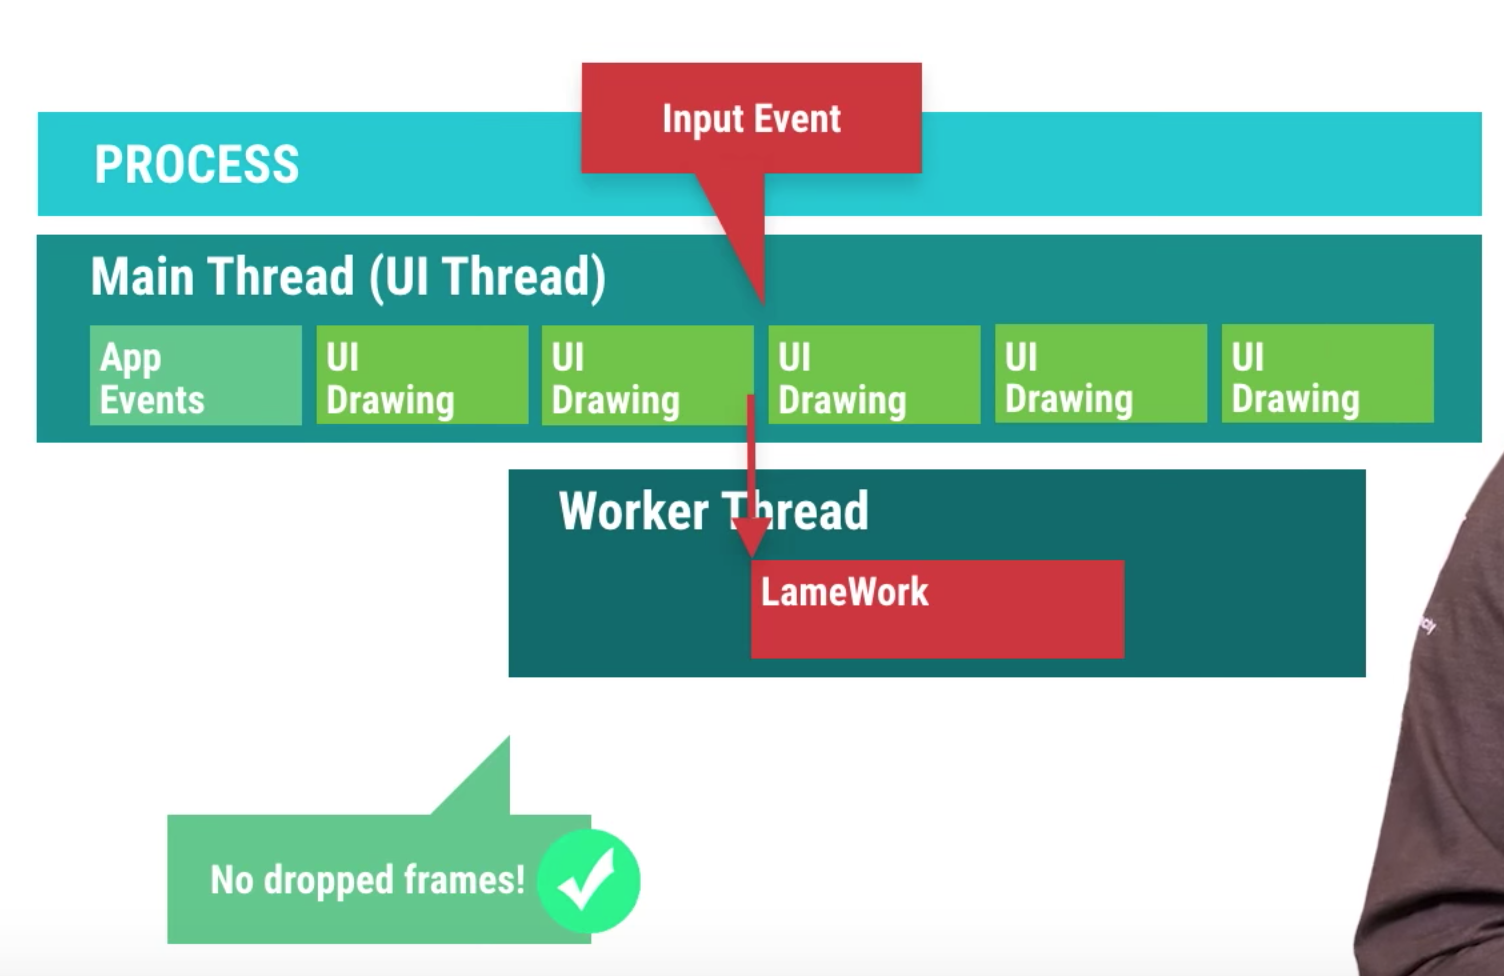 Input Event
PROCESS
Main Thread (UI Thread)
App
Events
UI
Drawing
UI
Drawing
UI
Drawing
UI
Drawing
UI
Drawing
Worker Thread
LameWork
No dropped frames!